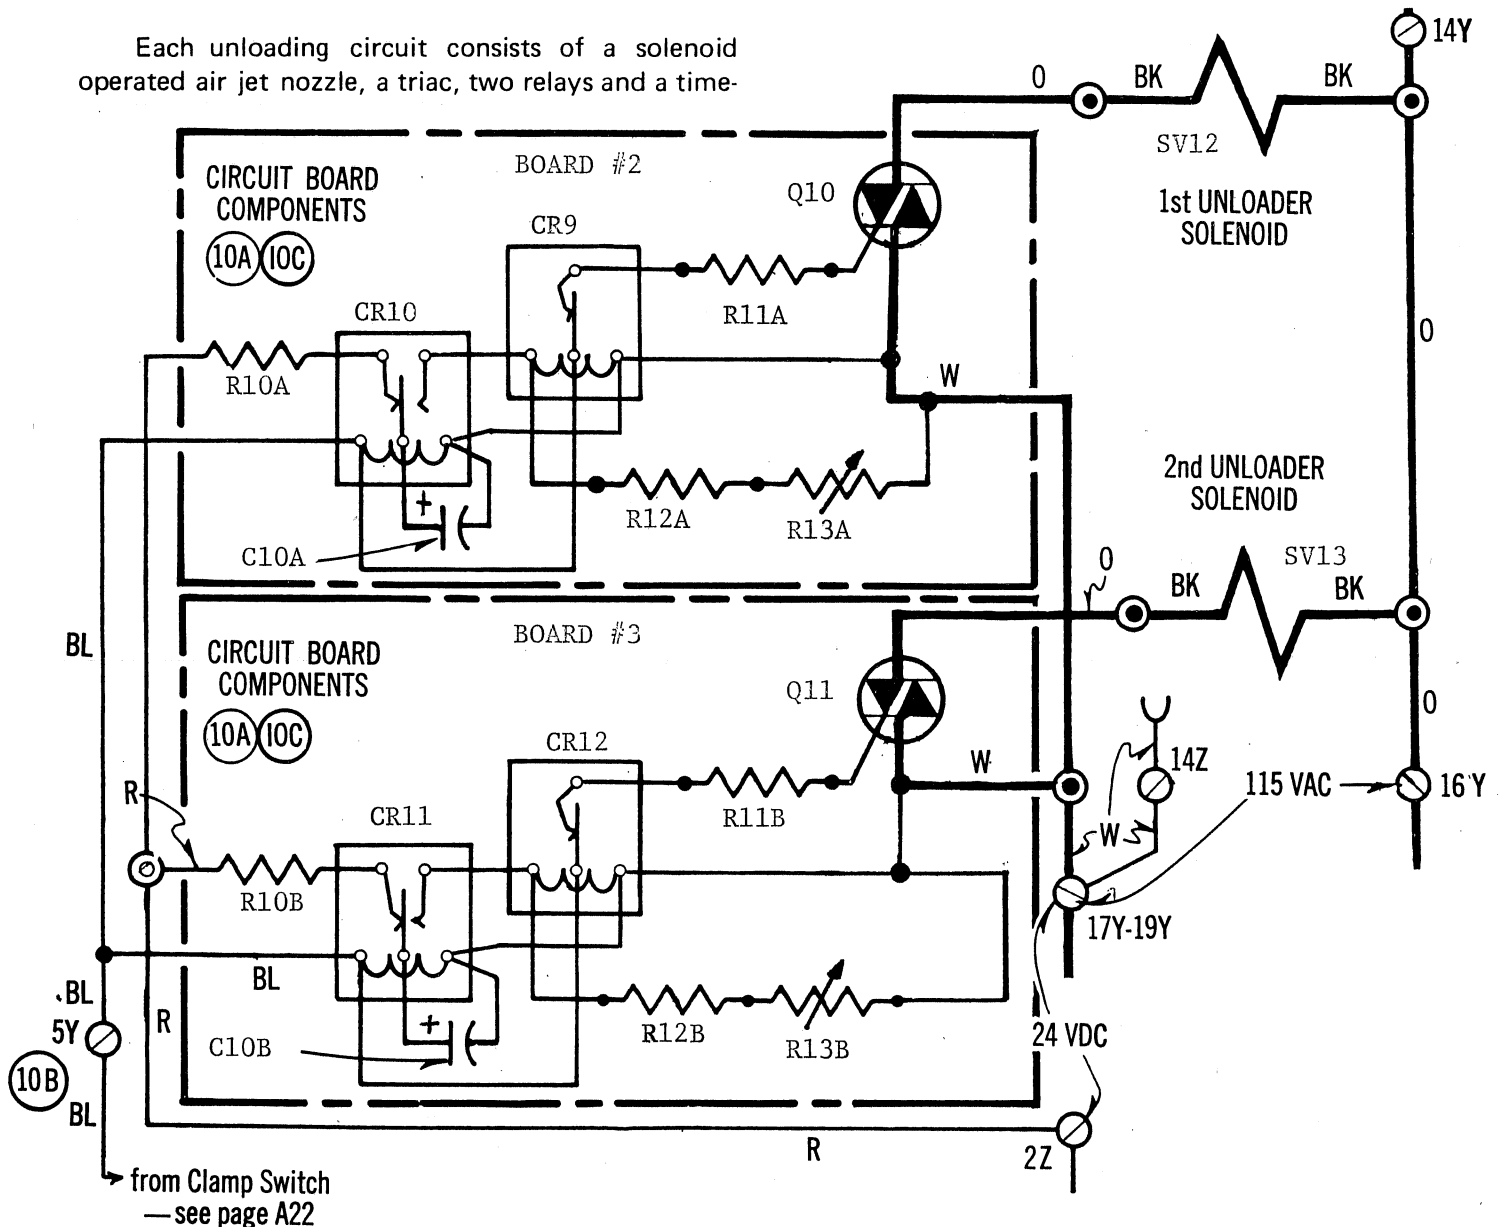 Each unloading circuit consists of a solenoid
operated air jet nozzle, a triac, two relays and a time-
14Y
O
BK
BK
SV12
1st UNLOADER
SOLENOID
BOARD #2
CIRCUIT BOARD
COMPONENTS
10A
10C
Q10
CR9
R11A
CR10
R10A
W
O
+
R12A
R13A
C10A
2nd UNLOADER
SOLENOID
SV13
O
BK
BK
BOARD #3
BL
CIRCUIT BOARD
COMPONENTS
10A
10C
Q11
O
CR12
W
14Z
115 VAC
16Y
R
CR11
R11B
W
R10B
17Y-19Y
BL
BL
5Y
R
+
C10B
R12B
R13B
24 VDC
10B
BL
R
2Z
from Clamp Switch
—see page A22